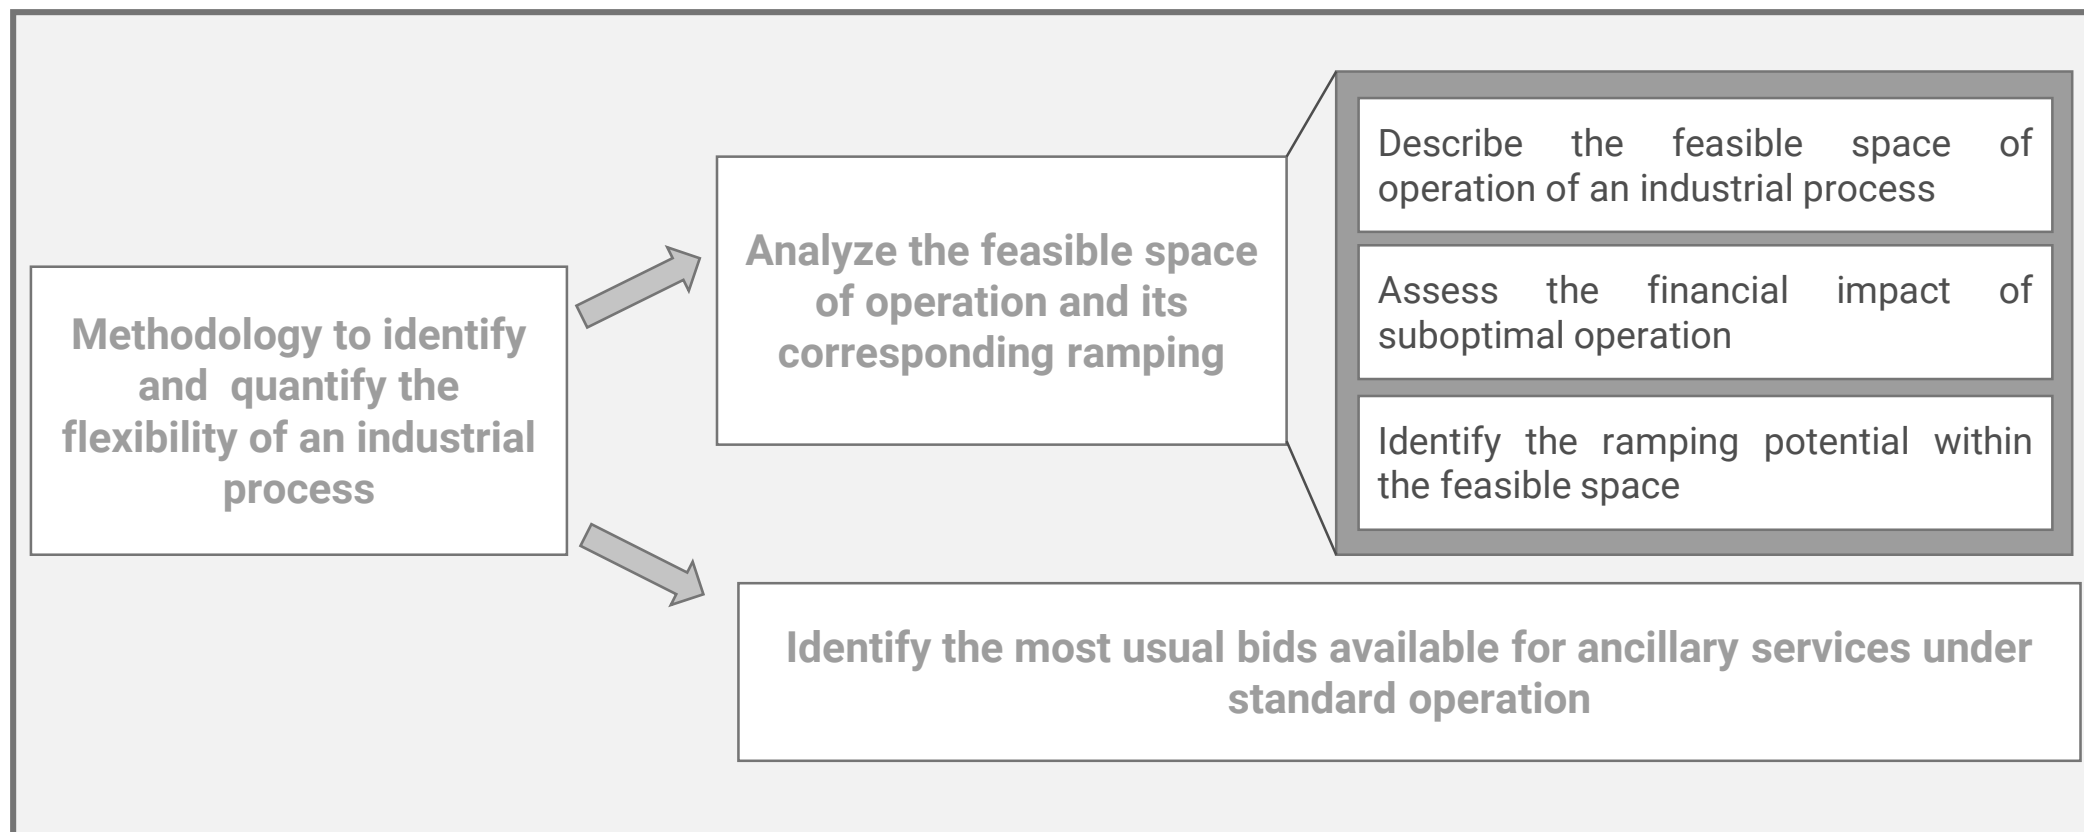 Methodology to identify
and quantify the
flexibility of an industrial
process
Analyze the feasible space
of operation and its
corresponding ramping
Describe the feasible space of
operation of an industrial process
Assess the financial impact of
suboptimal operation
Identify the ramping potential within
the feasible space
Identify the most usual bids available for ancillary services under
standard operation